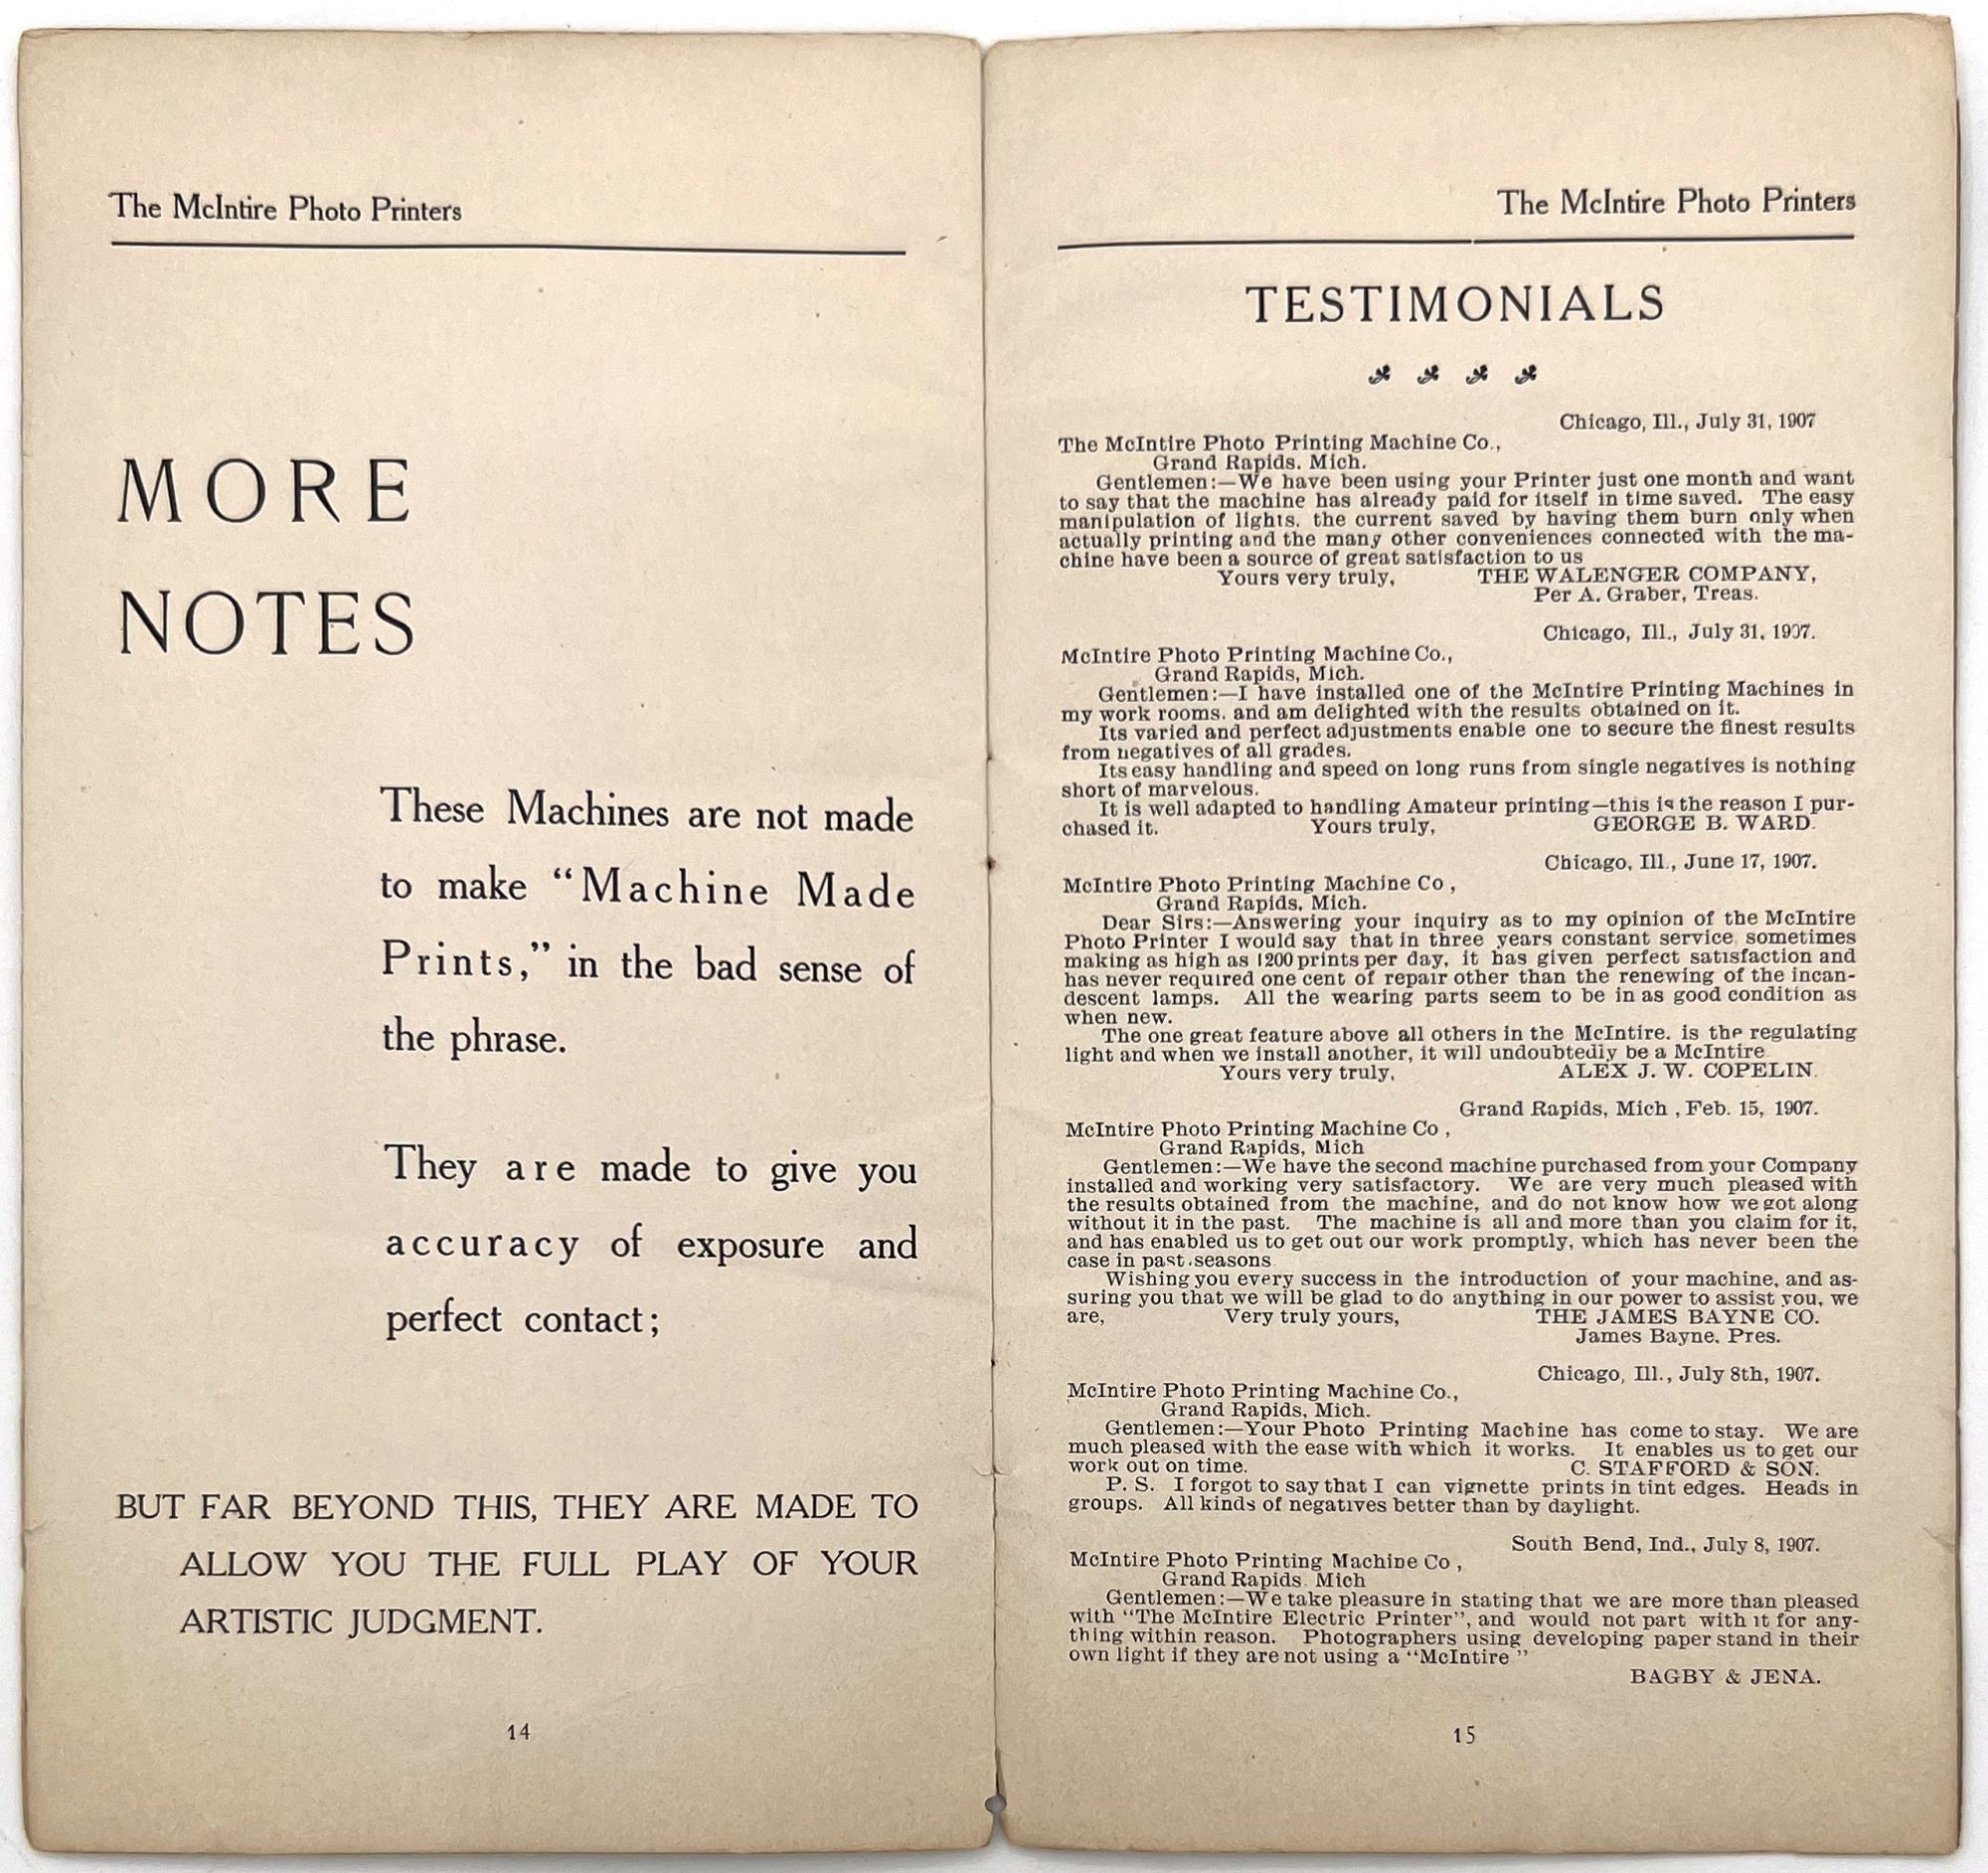 The McIntire Photo Printers
MORE
NOTES
These Machines are not made
to make “Machine Made
Prints,” in the bad sense of
the phrase.
They are made to give you
accuracy of exposure and
perfect contact;
BUT FAR BEYOND THIS, THEY ARE MADE TO
ALLOW YOU THE FULL PLAY OF YOUR
ARTISTIC JUDGMENT.
14
The McIntire Photo Printers
TESTIMONIALS
Chicago, Ill., July 31, 1907
The McIntire Photo Printing Machine Co.,
Grand Rapids. Mich.
Gentlemen:—We have been using your Printer just one month and want
to say that the machine has already paid for itself in time saved. The easy
manipulation of lights. the current saved by having them burn only when
actually printing and the many other conveniences connected with the ma-
chine have been a source of great satisfaction to us
Yours very truly, THE WALENGER COMPANY,
Per A. Graber, Treas.
Chicago, Ill., July 31. 1907.
McIntire Photo Printing Machine Co.,
Grand Rapids, Mich.
Gentlemen:—I have installed one of the McIntire Printing Machines in
my work rooms. and am delighted with the results obtained on it.
Its varied and perfect adjustments enable one to secure the finest results
from negatives of all grades.
Its easy handling and speed on long runs from single negatives is nothing
short of marvelous.
It is well adapted to handling Amateur printing—this is the reason I pur-
chased it. Yours truly, GEORGE B. WARD.
Chicago, Ill., June 17, 1907.
McIntire Photo Printing Machine Co ,
Grand Rapids, Mich.
Dear Sirs:—Answering your inquiry as to my opinion of the McIntire
Photo Printer I would say that in three years constant service sometimes
making as high as 1200 prints per day, it has given perfect satisfaction and
has never required one cent of repair other than the renewing of the incan-
descent lamps. All the wearing parts seem to be in as good condition as
when new.
The one great feature above all others in the McIntire. is the regulating
light and when we install another, it will undoubtedly be a McIntire
Yours very truly, ALEX J. W. COPELIN.
Grand Rapids, Mich , Feb. 15, 1907.
McIntire Photo Printing Machine Co ,
Grand Rapids, Mich
Gentlemen:—We have the second machine purchased from your Company
installed and working very satisfactory. We are very much pleased with
the results obtained from the machine, and do not know how we got along
without it in the past. The machine is all and more than you claim for it,
and has enabled us to get out our work promptly, which has never been the
case in past seasons
Wishing you every success in the introduction of your machine, and as-
suring you that we will be glad to do anything in our power to assist you, we
are, Very truly yours, THE JAMES BAYNE CO.
James Bayne. Pres.
Chicago, Ill., July 8th, 1907.
McIntire Photo Printing Machine Co.,
Grand Rapids, Mich.
Gentlemen:—Your Photo Printing Machine has come to stay. We are
much pleased with the ease with which it works. It enables us to get our
work out on time. C. STAFFORD & SON.
P. S. I forgot to say that I can vignette prints in tint edges. Heads in
groups. All kinds of negatives better than by daylight.
South Bend, Ind., July 8, 1907.
McIntire Photo Printing Machine Co ,
Grand Rapids. Mich
Gentlemen:—We take pleasure in stating that we are more than pleased
with “The McIntire Electric Printer”, and would not part with it for any-
thing within reason. Photographers using developing paper stand in their
own light if they are not using a “McIntire ”
BAGBY & JENA.
15